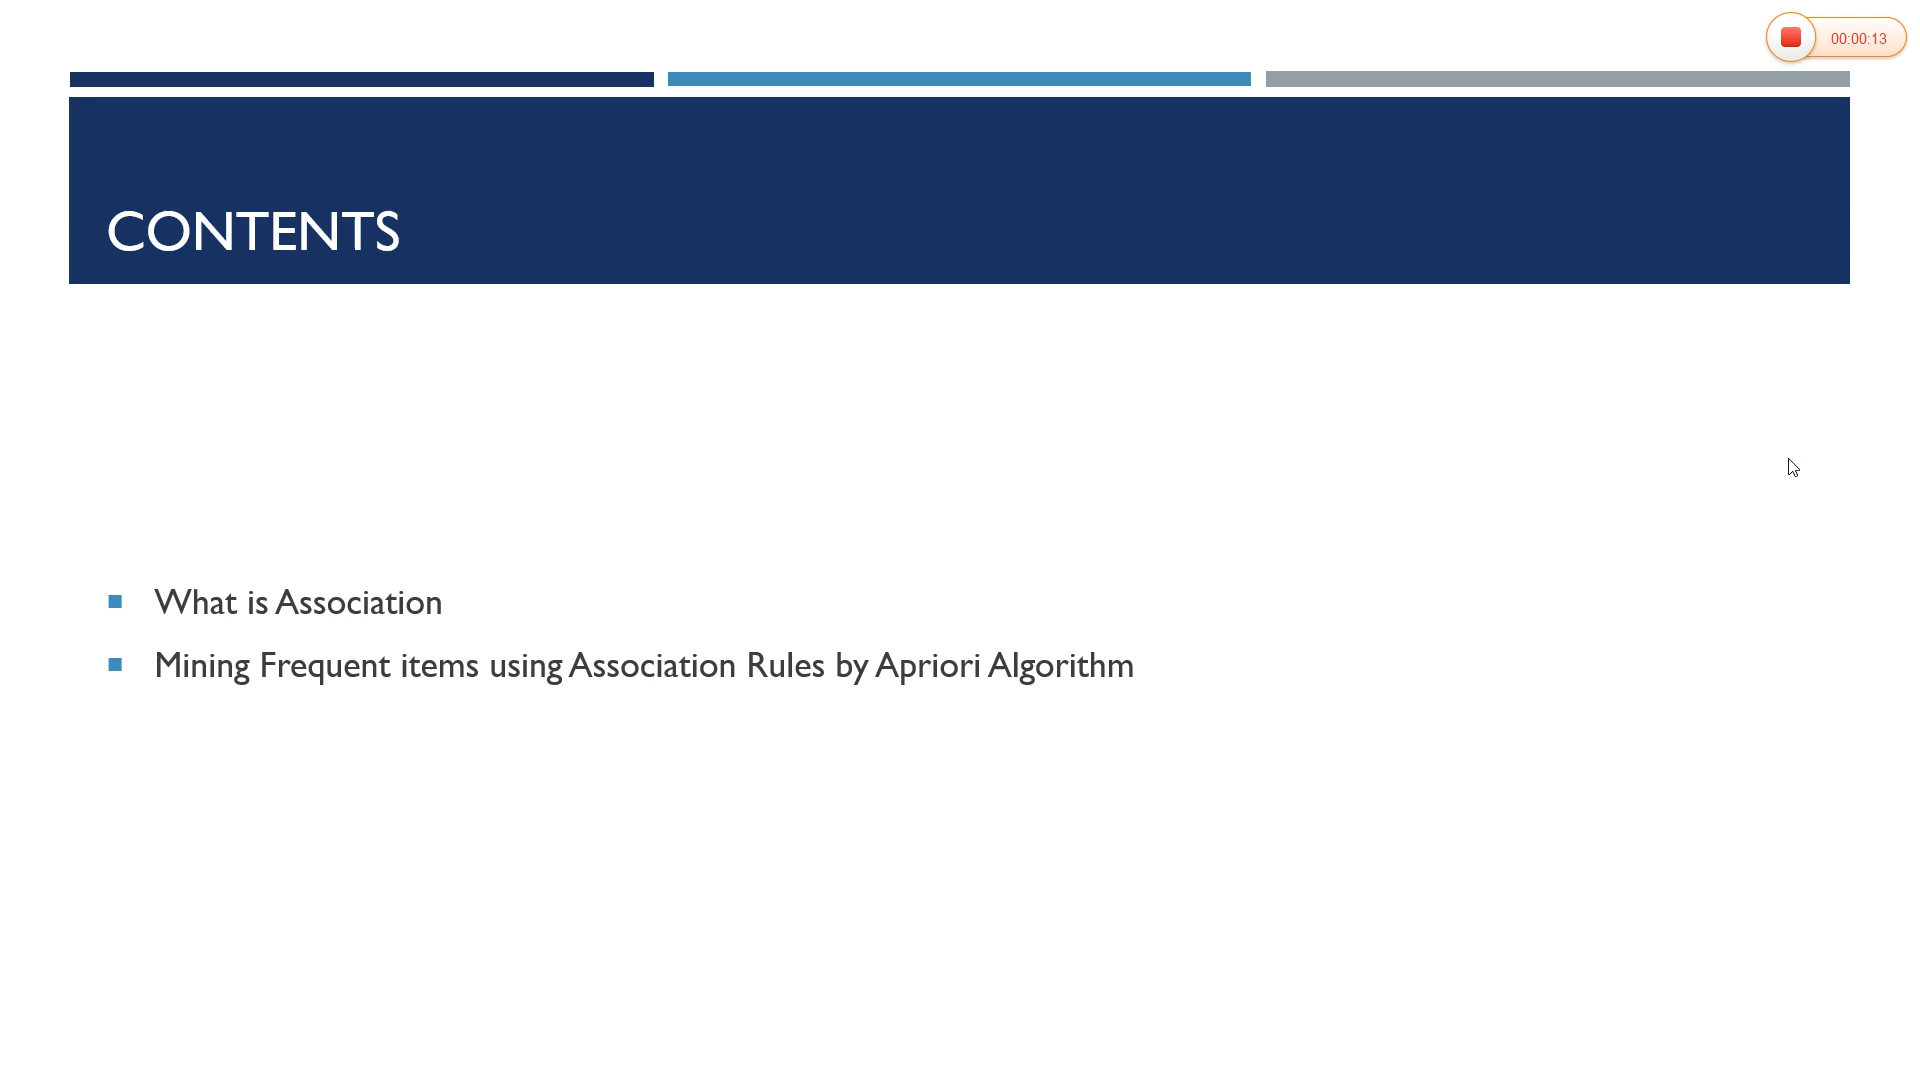 00:00:13
CONTENTS
What is Association
Mining Frequent items using Association Rules by Apriori Algorithm